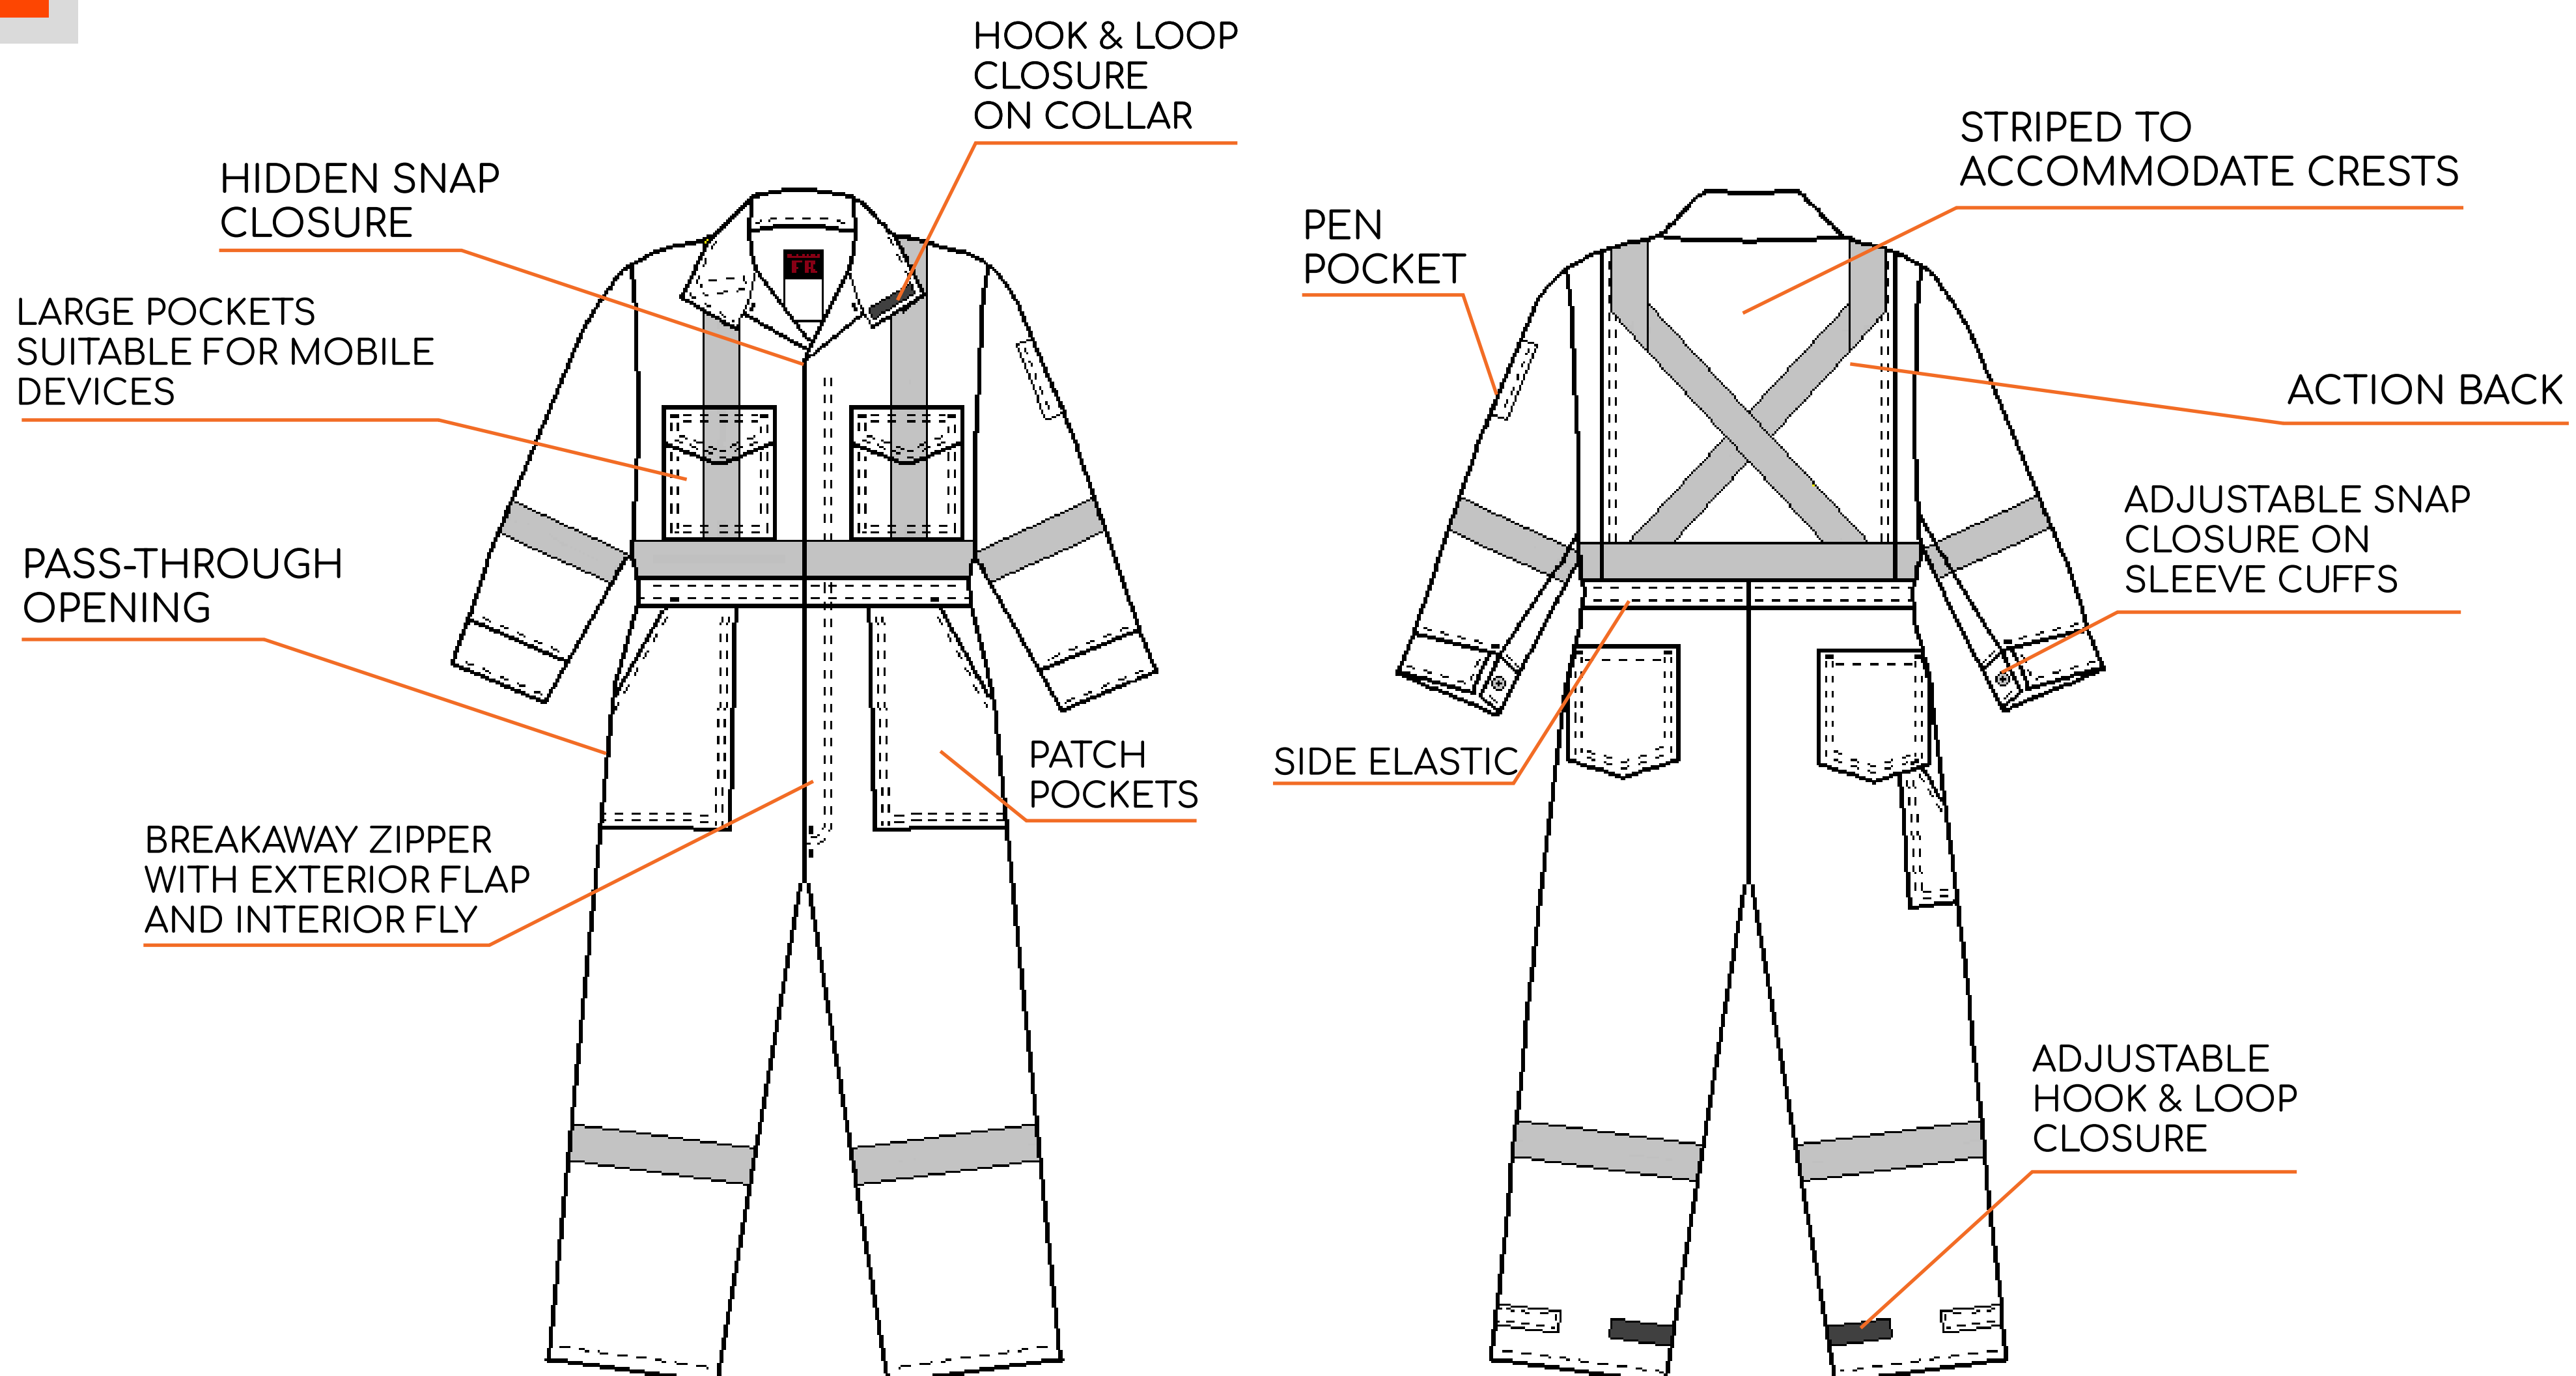 HOOK & LOOP
CLOSURE
ON COLLAR
HIDDEN SNAP
CLOSURE
LARGE POCKETS
SUITABLE FOR MOBILE
DEVICES
PASS-THROUGH
OPENING
BREAKAWAY ZIPPER
WITH EXTERIOR FLAP
AND INTERIOR FLY
PATCH
POCKETS
FR
STRIPED TO
ACCOMMODATE CRESTS
PEN
POCKET
ACTION BACK
ADJUSTABLE SNAP
CLOSURE ON
SLEEVE CUFFS
SIDE ELASTIC
ADJUSTABLE
HOOK & LOOP
CLOSURE